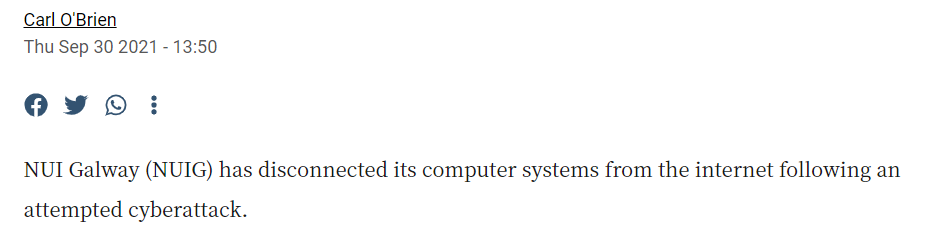 Carl O'Brien
Thu Sep 30 2021 - 13:50
NUI Galway (NUIG) has disconnected its computer systems from the internet following an
attempted cyberattack.